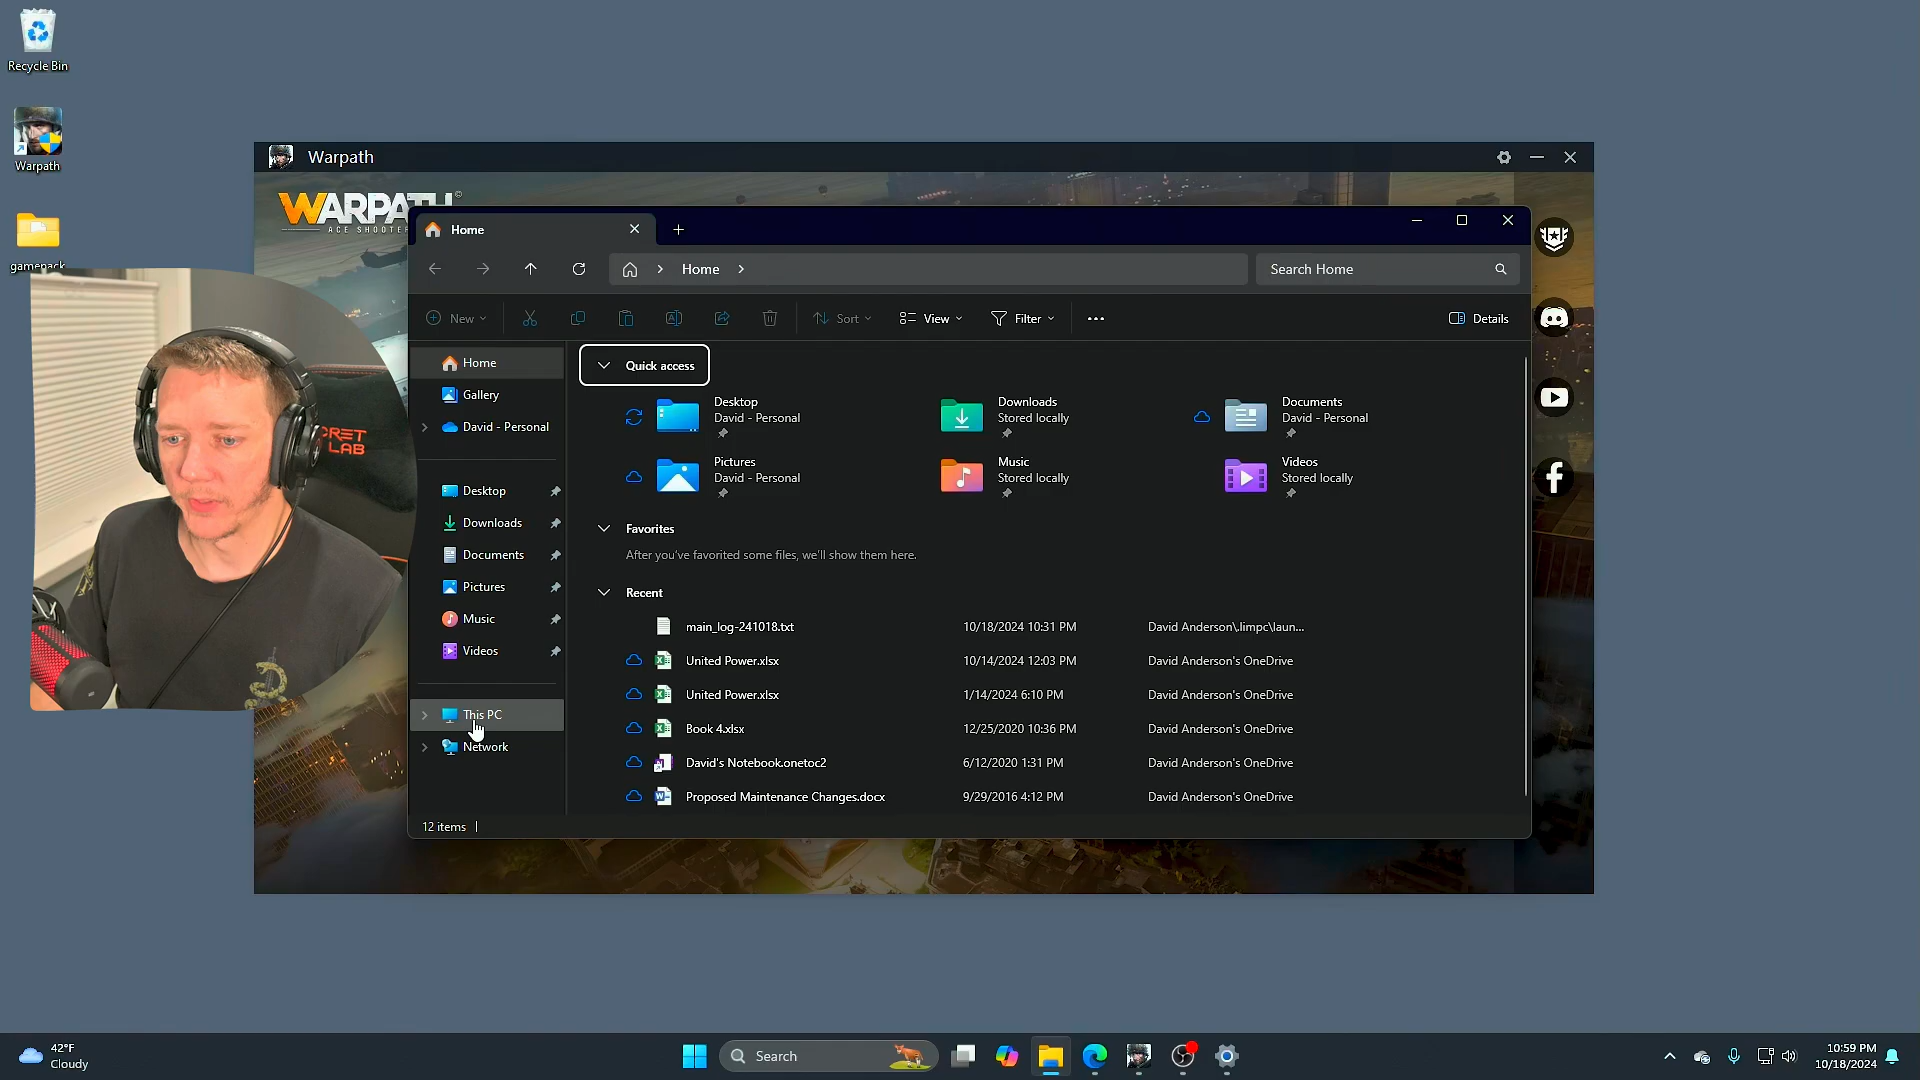 Recycle Bin
Warpath
gamepack
Warpath
WARPATH
ACE SHOOTER
SECRET
LAB
Home
Home
Search Home
New
Sort
View
Filter
Details
Home
Gallery
David - Personal
Desktop
Downloads
Documents
Pictures
Music
Videos
This PC
Network
Quick access
Desktop
David - Personal
Downloads
Stored locally
Documents
David - Personal
Pictures
David - Personal
Music
Stored locally
Videos
Stored locally
Favorites
After you've favorited some files, we'll show them here.
Recent
main_log-241018.txt 10/18/2024 10:31 PM David Anderson\.limpc\laun...
United Power.xlsx 10/14/2024 12:03 PM David Anderson's OneDrive
United Power.xlsx 1/14/2024 6:10 PM David Anderson's OneDrive
Book 4.xlsx 12/25/2020 10:36 PM David Anderson's OneDrive
David's Notebook.onetoc2 6/12/2020 1:31 PM David Anderson's OneDrive
Proposed Maintenance Changes.docx 9/29/2016 4:12 PM David Anderson's OneDrive
12 items
42°F
Cloudy
Search
10:59 PM
10/18/2024